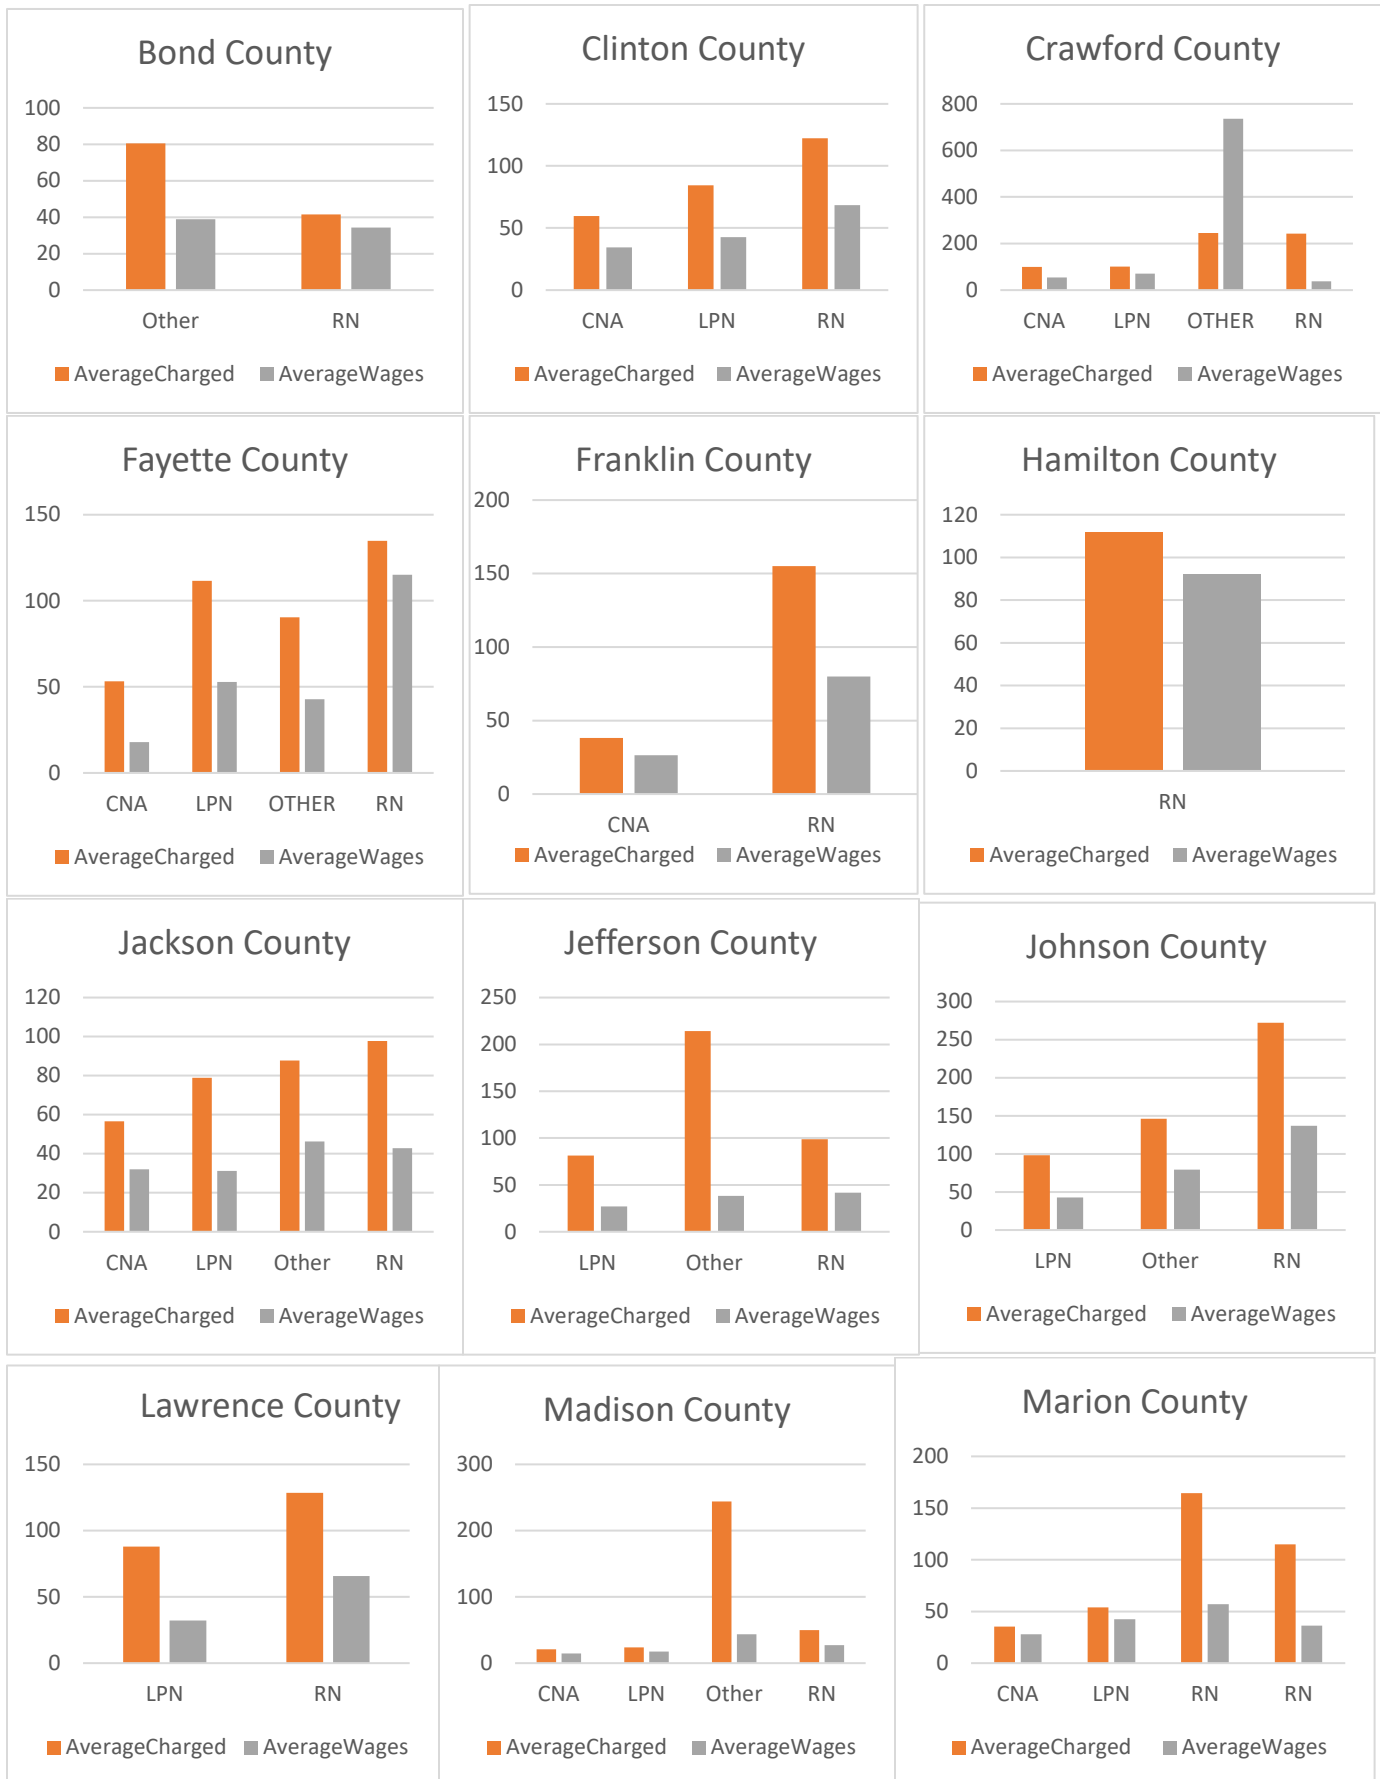 Bond County
100
80
60
40
20
0
Other RN
AverageCharged AverageWages
Clinton County
150
100
50
0
CNA LPN RN
AverageCharged AverageWages
Crawford County
800
600
400
200
0
CNA LPN OTHER RN
AverageCharged AverageWages
Fayette County
150
100
50
0
CNA LPN OTHER RN
AverageCharged AverageWages
Franklin County
200
150
100
50
0
CNA RN
AverageCharged AverageWages
Hamilton County
120
100
80
60
40
20
0
RN
AverageCharged AverageWages
Jackson County
120
100
80
60
40
20
0
CNA LPN Other RN
AverageCharged AverageWages
Jefferson County
250
200
150
100
50
0
LPN Other RN
AverageCharged AverageWages
Johnson County
300
250
200
150
100
50
0
LPN Other RN
AverageCharged AverageWages
Lawrence County
150
100
50
0
LPN RN
AverageCharged AverageWages
Madison County
300
200
100
0
CNA LPN Other RN
AverageCharged AverageWages
Marion County
200
150
100
50
0
CNA LPN RN RN
AverageCharged AverageWages